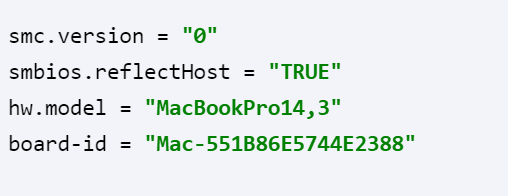 smc.version = "0"
smbios.reflectHost = "TRUE"
hw.model = "MacBookPro14,3"
board-id = "Mac-551B86E5744E2388"